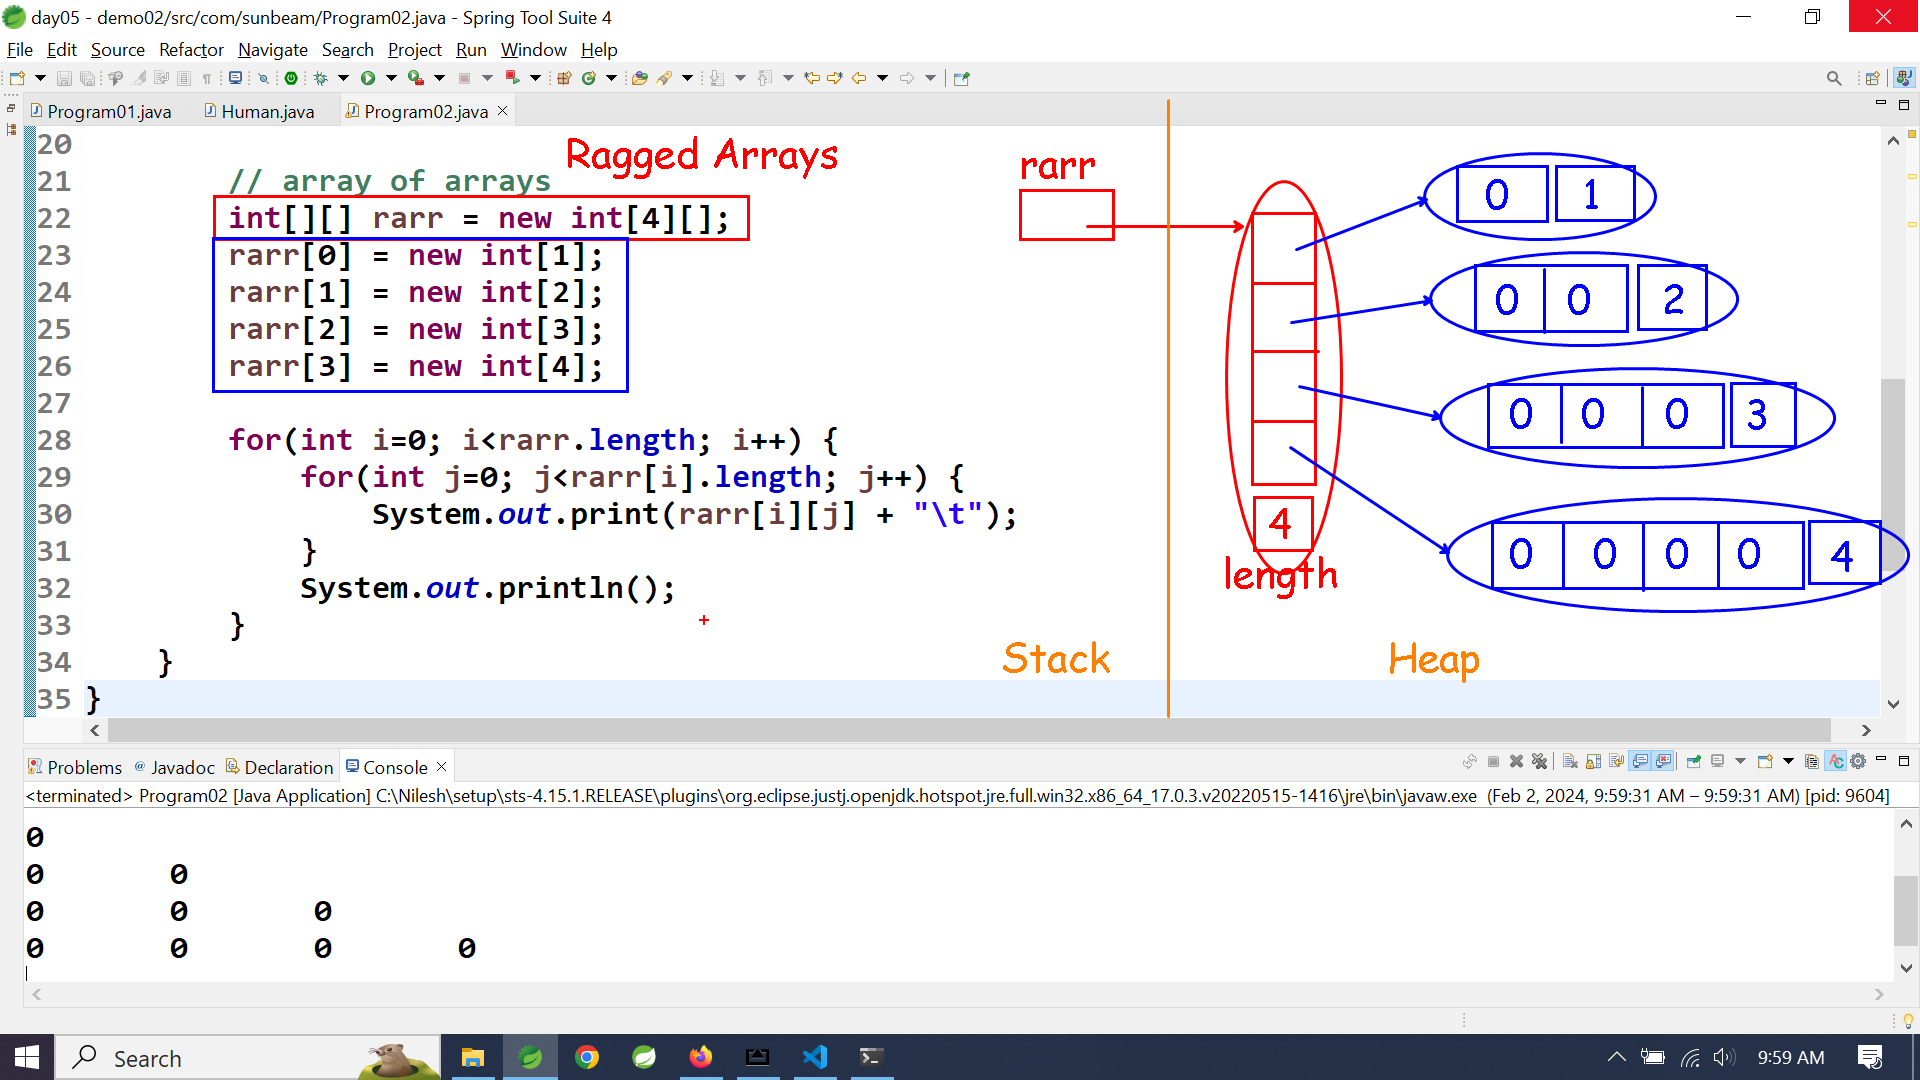 day05 - demo02/src/com/sunbeam/Program02.java - Spring Tool Suite 4
File Edit Source Refactor Navigate Search Project Run Window Help
Program01.java Human.java Program02.java
20
21 // array of arrays
22 int[][] rarr = new int[4][];
23 rarr[0] = new int[1];
24 rarr[1] = new int[2];
25 rarr[2] = new int[3];
26 rarr[3] = new int[4];
27
28 for(int i=0; i<rarr.length; i++) {
29 for(int j=0; j<rarr[i].length; j++) {
30 System.out.print(rarr[i][j] + "\t");
31 }
32 System.out.println();
33 }
34 }
35 }
Ragged Arrays
rarr
0 1
0 0 2
0 0 0 3
0 0 0 0 4
4
length
Stack Heap
Problems @ Javadoc Declaration Console
<terminated> Program02 [Java Application] C:\Nilesh\setup\sts-4.15.1.RELEASE\plugins\org.eclipse.justj.openjdk.hotspot.jre.full.win32.x86_64_17.0.3.v20220515-1416\jre\bin\javaw.exe (Feb 2, 2024, 9:59:31 AM – 9:59:31 AM) [pid: 9604]
0
0 0
0 0 0
0 0 0 0
Search 9:59 AM